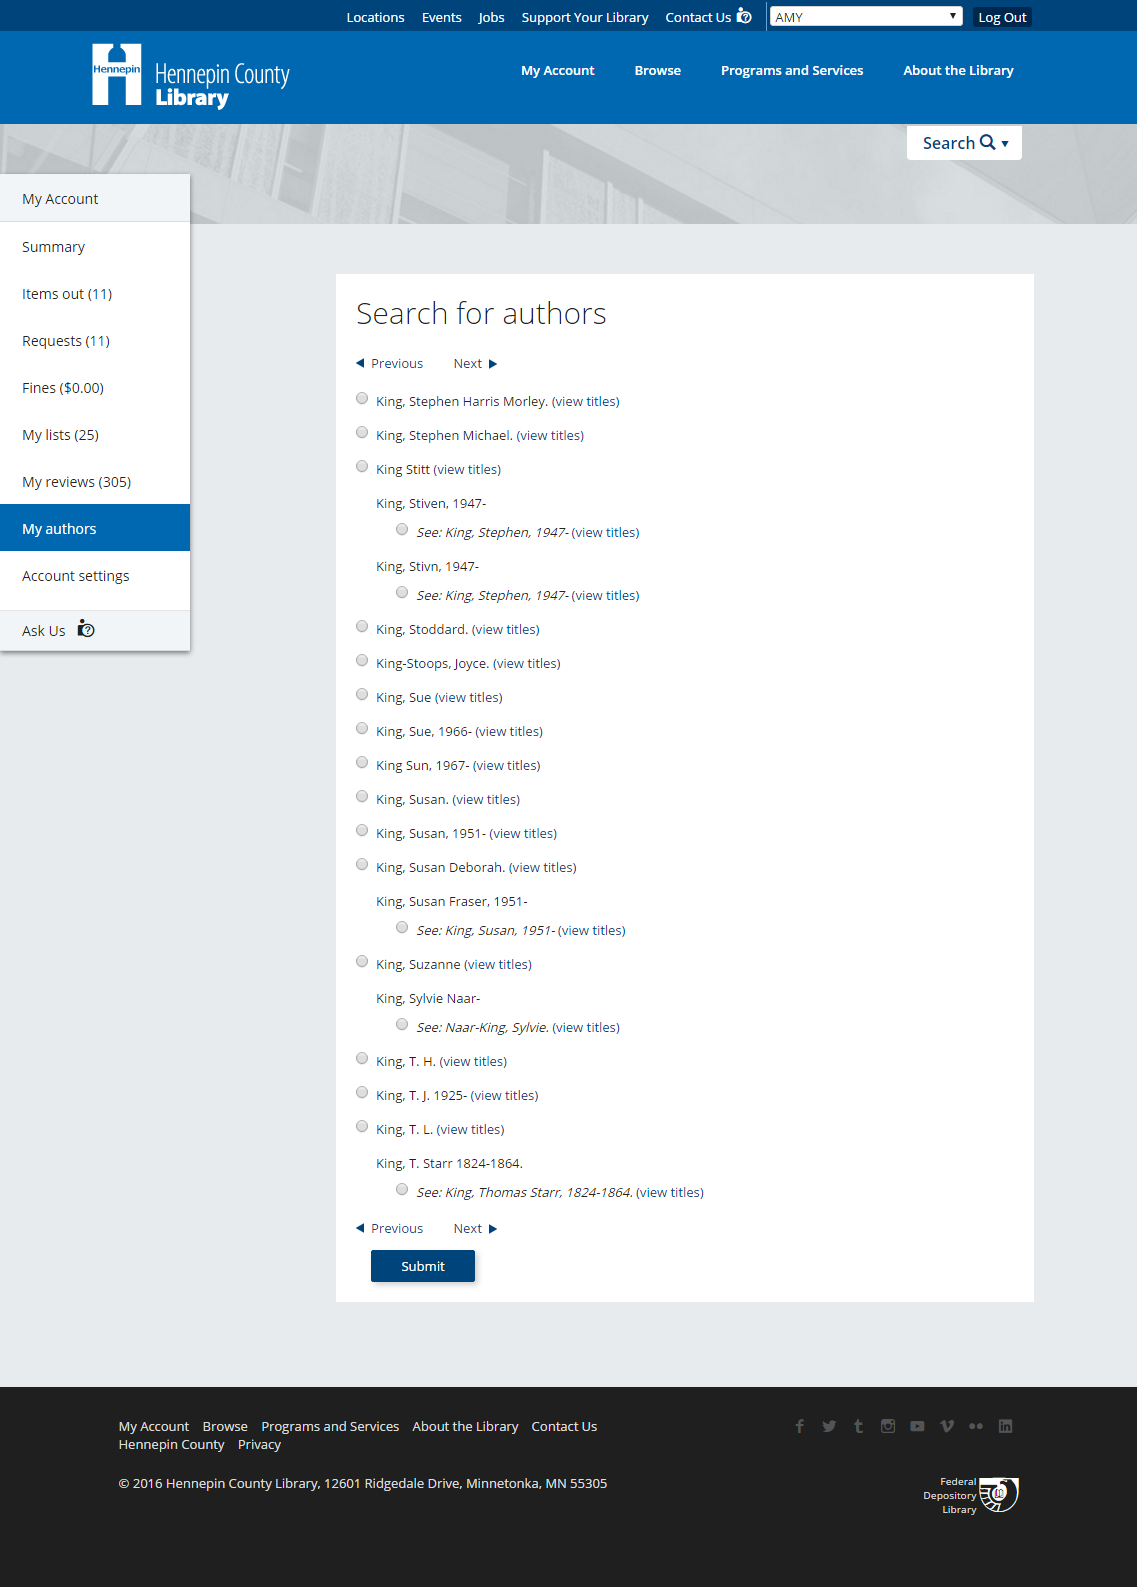 Locations Events Jobs Support Your Library Contact Us AMY Log Out
Hennepin
Hennepin County
Library
My Account Browse Programs and Services About the Library
Search
My Account
Summary
Items out (11)
Requests (11)
Fines ($0.00)
My lists (25)
My reviews (305)
My authors
Account settings
Ask Us
Search for authors
Previous Next
King, Stephen Harris Morley. (view titles)
King, Stephen Michael. (view titles)
King Stitt (view titles)
King, Stiven, 1947-
See: King, Stephen, 1947- (view titles)
King, Stivn, 1947-
See: King, Stephen, 1947- (view titles)
King, Stoddard. (view titles)
King-Stoops, Joyce. (view titles)
King, Sue (view titles)
King, Sue, 1966- (view titles)
King Sun, 1967- (view titles)
King, Susan. (view titles)
King, Susan, 1951- (view titles)
King, Susan Deborah. (view titles)
King, Susan Fraser, 1951-
See: King, Susan, 1951- (view titles)
King, Suzanne (view titles)
King, Sylvie Naar-
See: Naar-King, Sylvie. (view titles)
King, T. H. (view titles)
King, T. J. 1925- (view titles)
King, T. L. (view titles)
King, T. Starr 1824-1864.
See: King, Thomas Starr, 1824-1864. (view titles)
Previous Next
Submit
My Account Browse Programs and Services About the Library Contact Us
Hennepin County Privacy
© 2016 Hennepin County Library, 12601 Ridgedale Drive, Minnetonka, MN 55305
Federal
Depository
Library